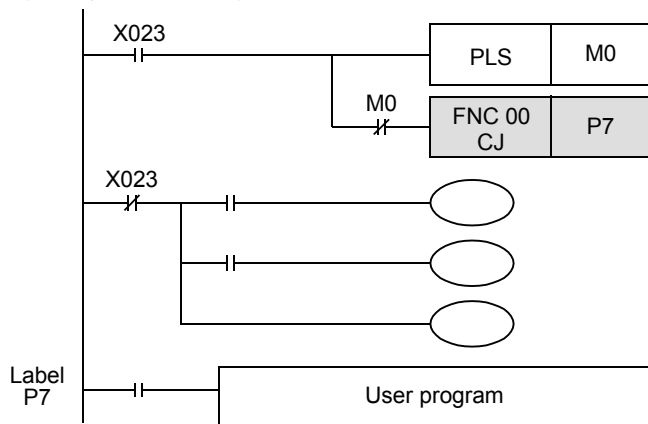 X023
PLS M0
M0
FNC 00 P7
CJ
X023
Label
P7
User program